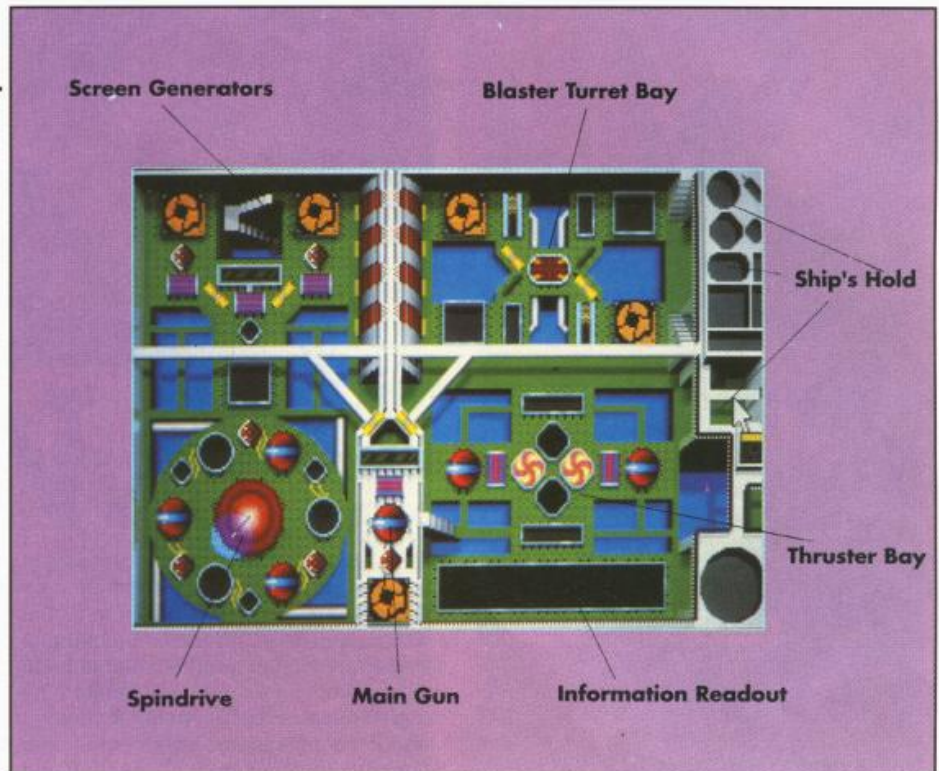 Screen Generators
Blaster Turret Bay
Ship's Hold
Thruster Bay
Spindrive
Main Gun
Information Readout